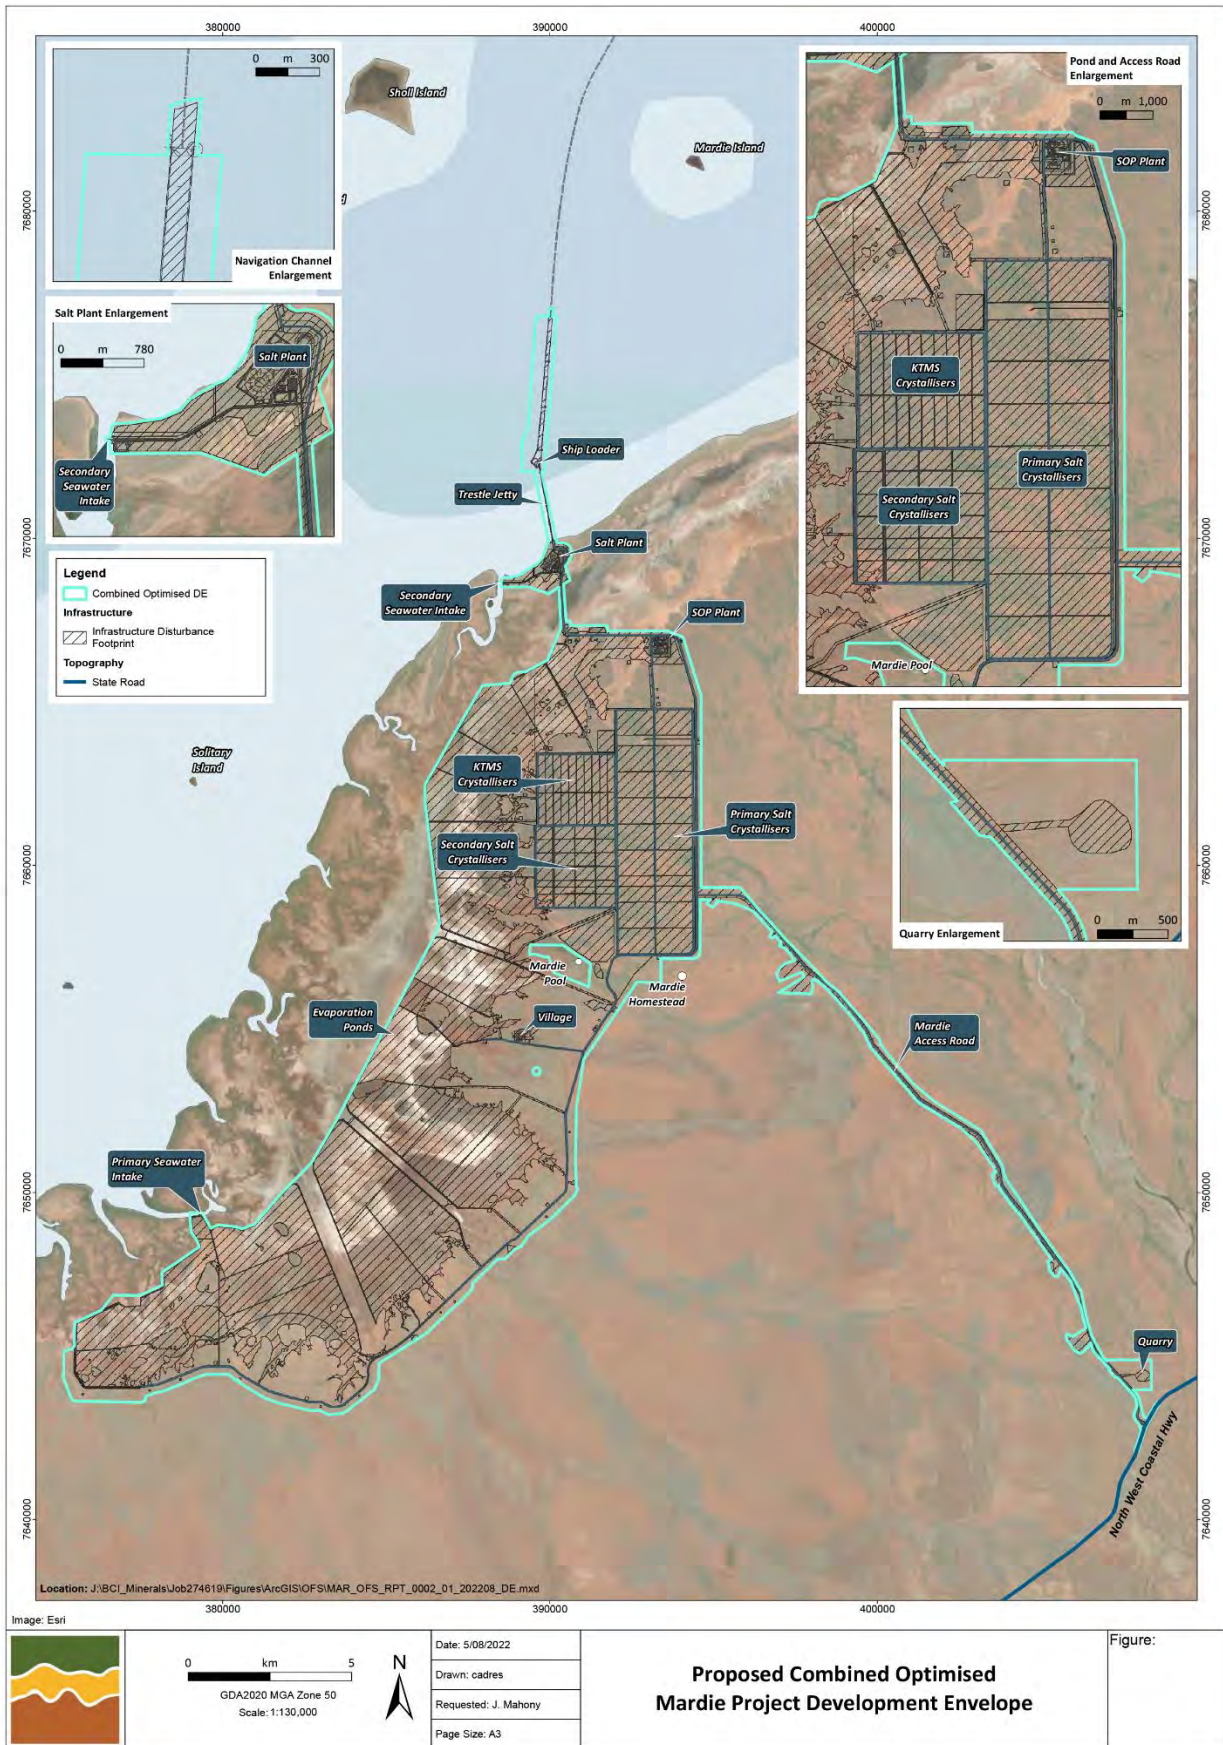 380000
390000
400000
0 m 300
Navigation Channel
Enlargement
Salt Plant Enlargement
0 m 780
Salt Plant
Secondary
Seawater
Intake
Legend
Combined Optimised DE
Infrastructure
Infrastructure Disturbance
Footprint
Topography
State Road
Sholl Island
Mardie Island
Pond and Access Road
Enlargement
0 m 1,000
SOP Plant
KTMS
Crystallisers
Primary Salt
Crystallisers
Secondary Salt
Crystallisers
Mardie Pool
Quarry Enlargement
0 m 500
7680000
7680000
7670000
7670000
7660000
7660000
7650000
7650000
7640000
7640000
Ship Loader
Trestle Jetty
Salt Plant
Secondary
Seawater Intake
SOP Plant
Solitary
Island
KTMS
Crystallisers
Primary Salt
Crystallisers
Secondary Salt
Crystallisers
Mardie
Pool
Mardie
Homestead
Evaporation
Ponds
Village
Mardie
Access Road
Primary Seawater
Intake
Quarry
North West Coastal Hwy
Location: J:\BCI_Minerals\Job274619\Figures\ArcGIS\OFS\MAR_OFS_RPT_0002_01_202208_DE.mxd
380000
390000
400000
Image: Esri
0 km 5
GDA2020 MGA Zone 50
Scale: 1:130,000
N
Date: 5/08/2022
Drawn: cadres
Requested: J. Mahony
Page Size: A3
Proposed Combined Optimised
Mardie Project Development Envelope
Figure: